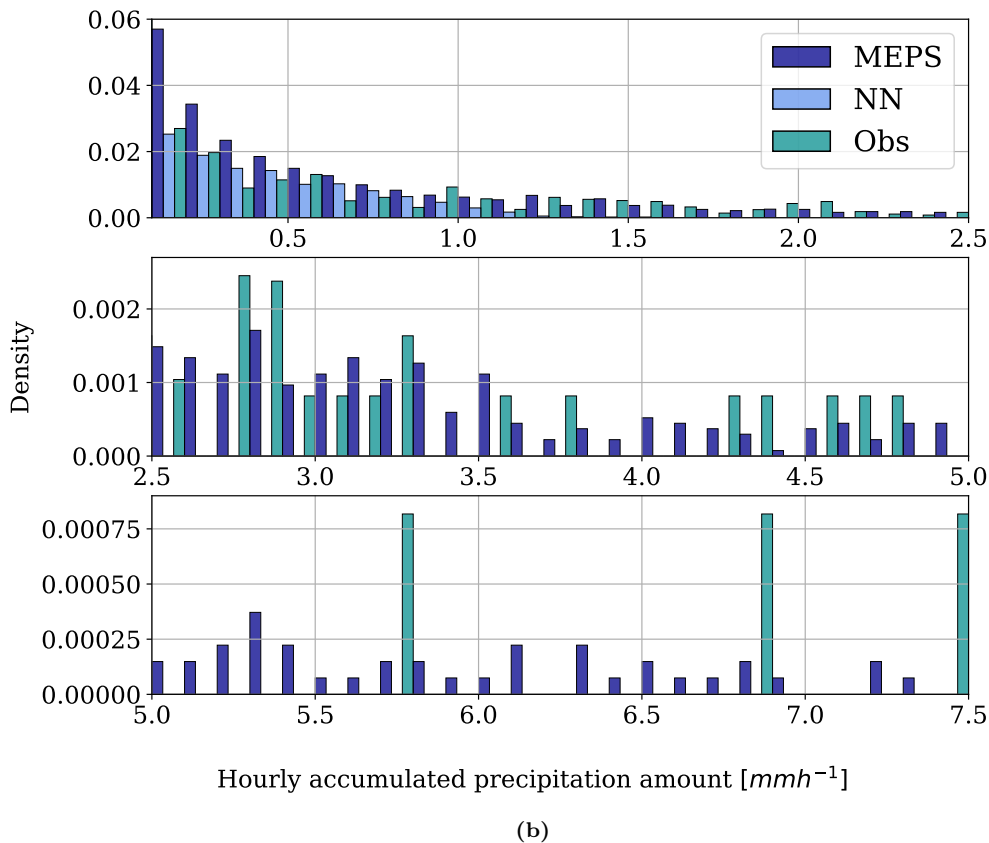 0.06
0.04
0.02
0.00
MEPS
NN
Obs
0.5 1.0 1.5 2.0 2.5
Density
0.002
0.001
0.000
2.5 3.0 3.5 4.0 4.5 5.0
0.00075
0.00050
0.00025
0.00000
5.0 5.5 6.0 6.5 7.0 7.5
Hourly accumulated precipitation amount [mmh⁻¹]
(b)